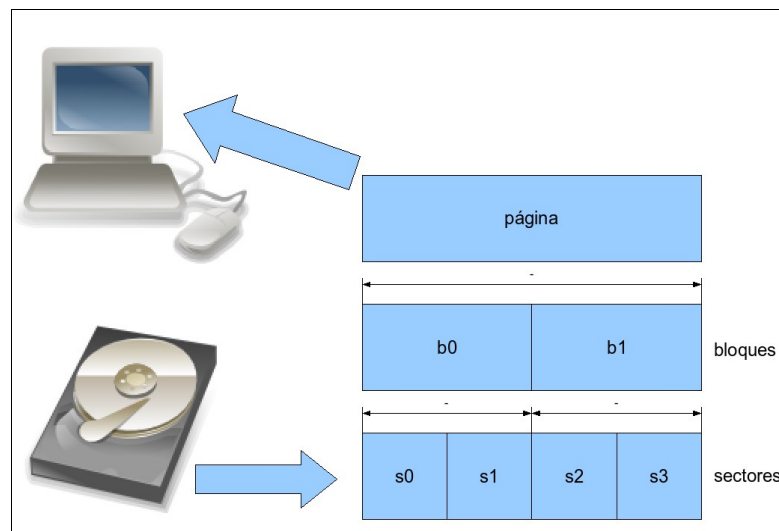 página
-
b0 b1 bloques
- -
s0 s1 s2 s3 sectores